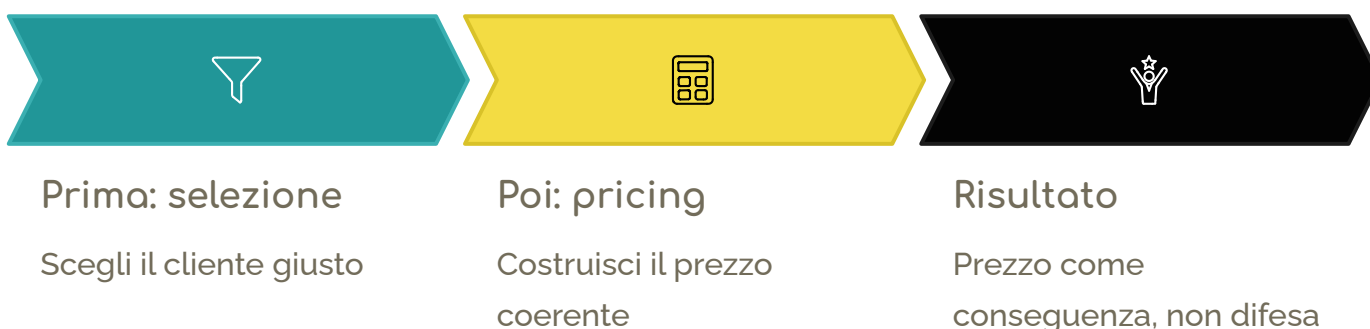 Prima: selezione
Scegli il cliente giusto
Poi: pricing
Costruisci il prezzo
coerente
Risultato
Prezzo come
conseguenza, non difesa